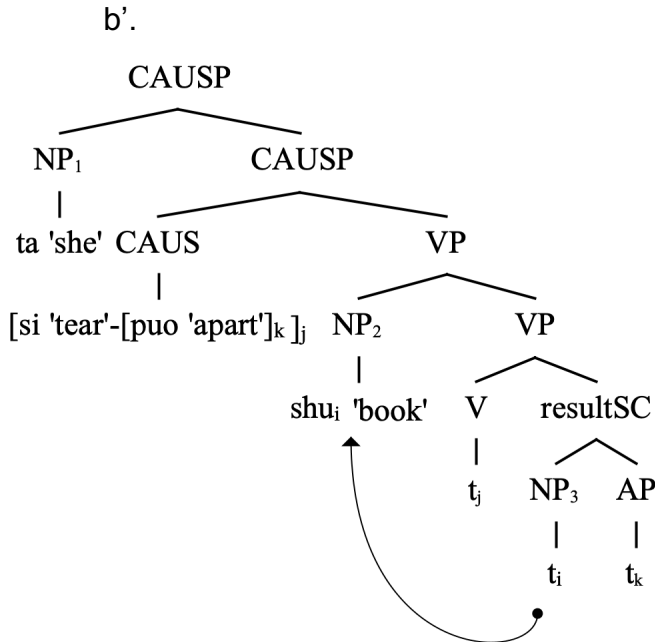 b’.
CAUSP
NP₁ CAUSP
ta 'she' CAUS VP
[si 'tear'-[puo 'apart']ₖ ]ⱼ NP₂ VP
shuᵢ 'book' V resultSC
tⱼ NP₃ AP
tᵢ tₖ